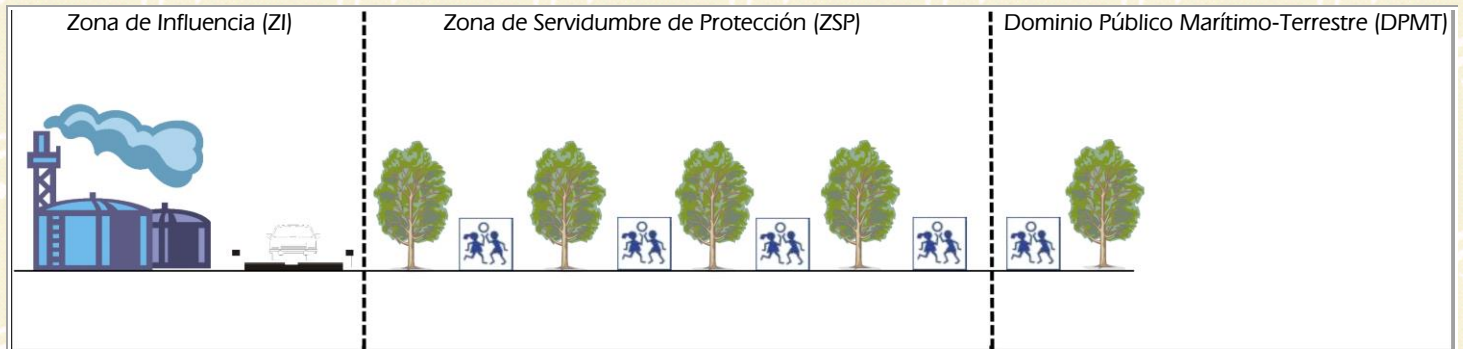 Zona de Influencia (ZI)
Zona de Servidumbre de Protección (ZSP)
Dominio Público Marítimo-Terrestre (DPMT)